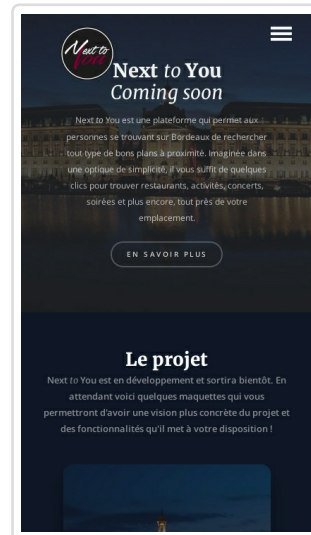 Next to
You
Next to You
Coming soon
Next to You est une plateforme qui permet aux
personnes se trouvant sur Bordeaux de rechercher
tout type de bons plans à proximité. Imaginée dans
une optique de simplicité, il vous suffit de quelques
clics pour trouver restaurants, activités, concerts,
soirées et plus encore, tout près de votre
emplacement.
EN SAVOIR PLUS
Le projet
Next to You est en développement et sortira bientôt. En
attendant voici quelques maquettes qui vous
permettront d'avoir une vision plus concrète du projet et
des fonctionnalités qu'il met à votre disposition !